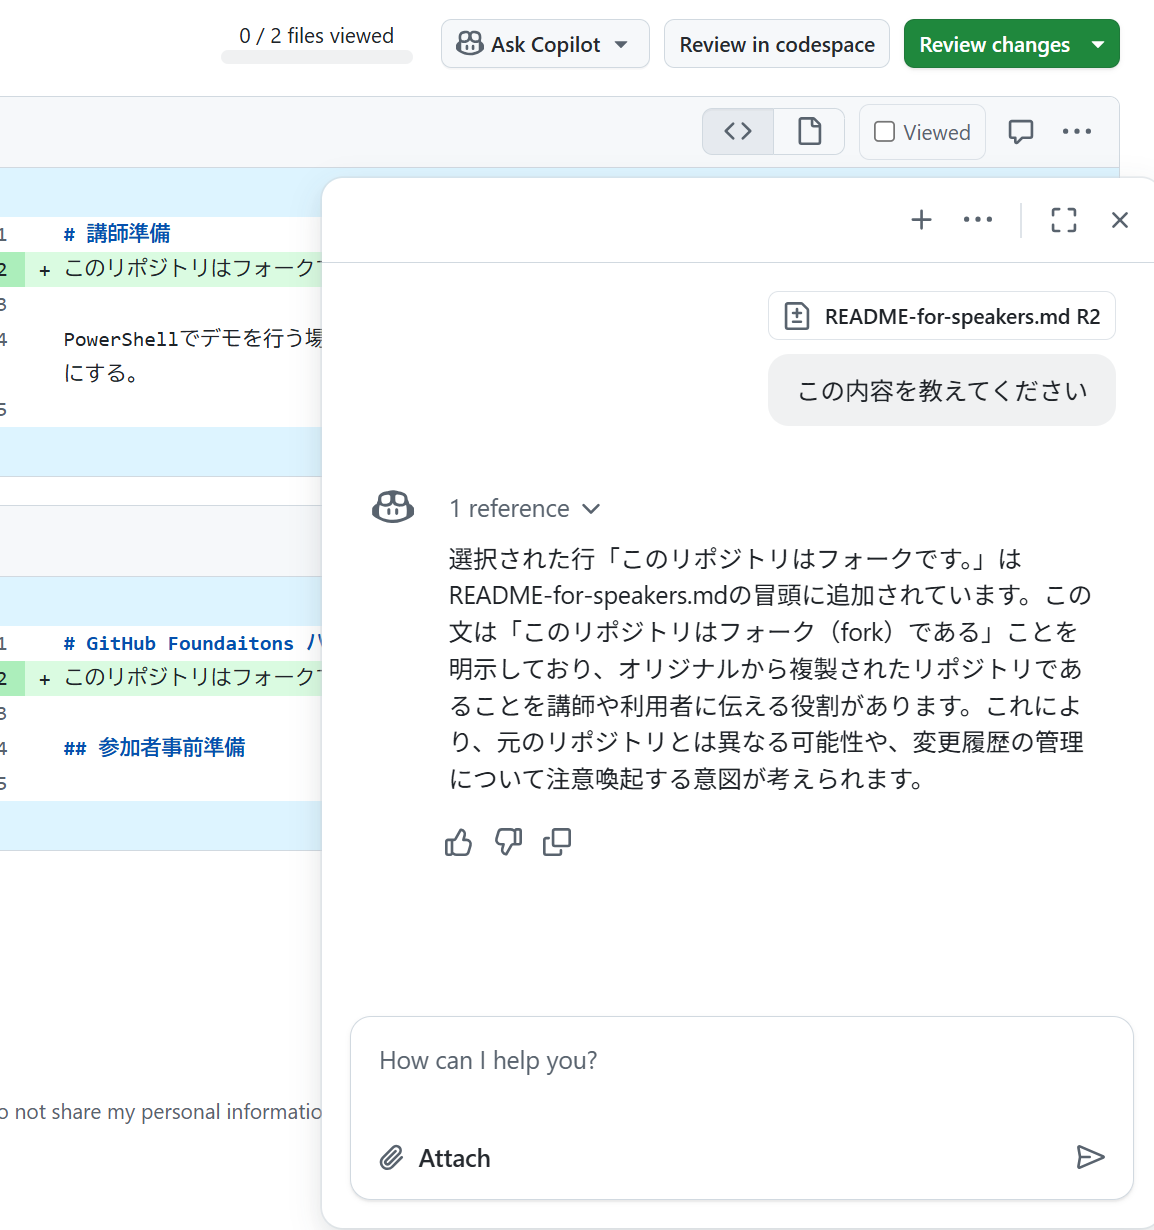 0 / 2 files viewed
Ask Copilot
Review in codespace
Review changes
Viewed
1 # 講師準備
2 + このリポジトリはフォーク
3
4 PowerShellでデモを行う場
にする。
5
1 # GitHub Foundaitons ハ
2 + このリポジトリはフォーク
3
4 ## 参加者事前準備
5
o not share my personal informatio
README-for-speakers.md R2
この内容を教えてください
1 reference
選択された行「このリポジトリはフォークです。」は
README-for-speakers.mdの冒頭に追加されています。この
文は「このリポジトリはフォーク（fork）である」ことを
明示しており、オリジナルから複製されたリポジトリであ
ることを講師や利用者に伝える役割があります。これによ
り、元のリポジトリとは異なる可能性や、変更履歴の管理
について注意喚起する意図が考えられます。
How can I help you?
Attach